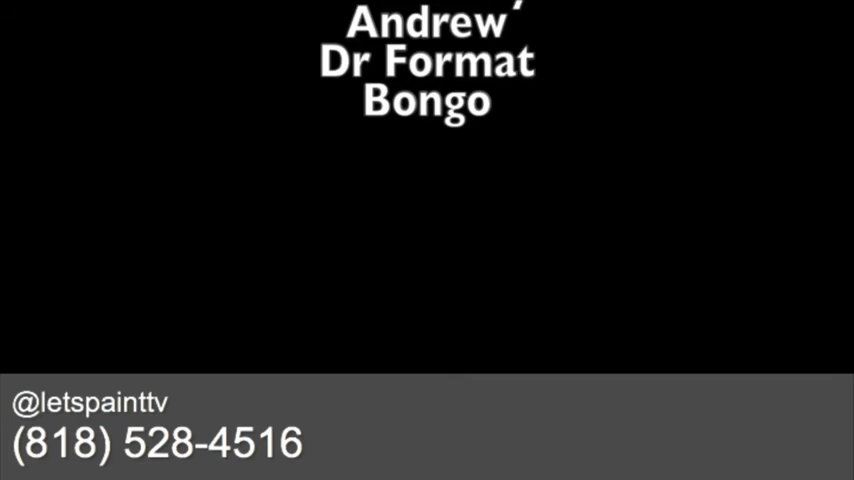 Andrew
Dr Format
Bongo
@letspainttv
(818) 528-4516